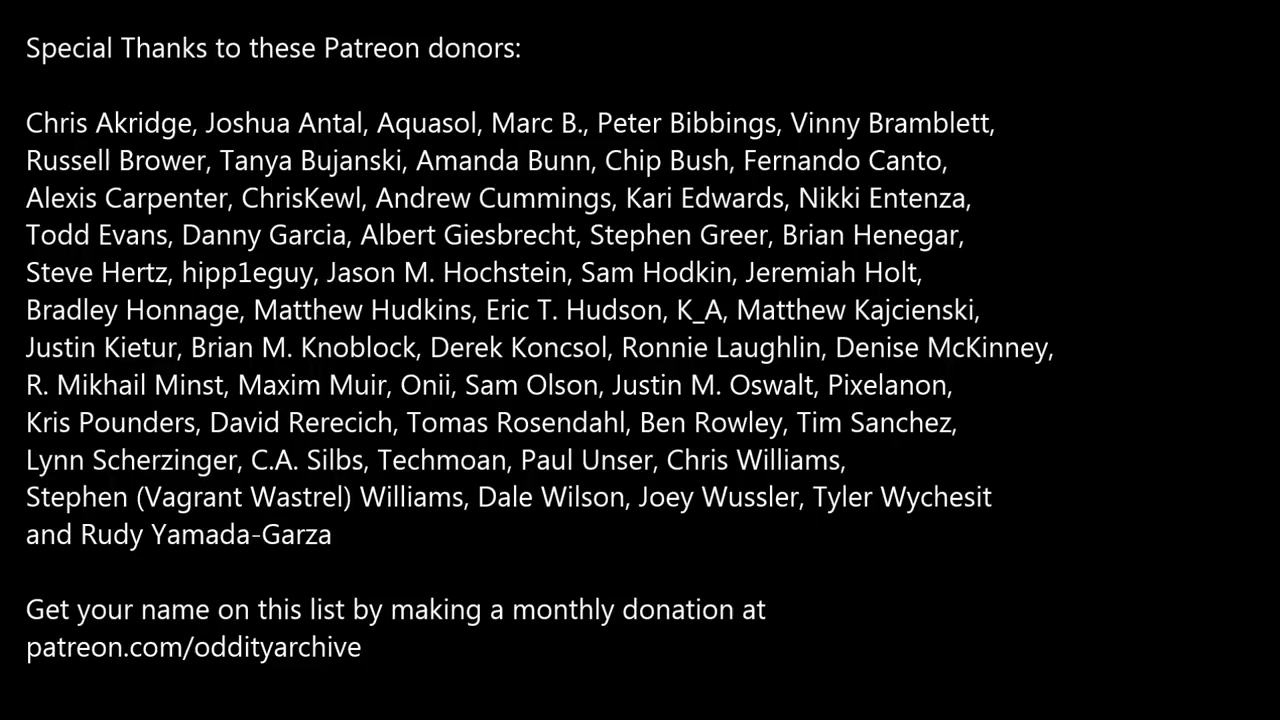 Special Thanks to these Patreon donors:
Chris Akridge, Joshua Antal, Aquasol, Marc B., Peter Bibbings, Vinny Bramblett,
Russell Brower, Tanya Bujanski, Amanda Bunn, Chip Bush, Fernando Canto,
Alexis Carpenter, ChrisKewl, Andrew Cummings, Kari Edwards, Nikki Entenza,
Todd Evans, Danny Garcia, Albert Giesbrecht, Stephen Greer, Brian Henegar,
Steve Hertz, hipp1eguy, Jason M. Hochstein, Sam Hodkin, Jeremiah Holt,
Bradley Honnage, Matthew Hudkins, Eric T. Hudson, K_A, Matthew Kajcienski,
Justin Kietur, Brian M. Knoblock, Derek Koncsol, Ronnie Laughlin, Denise McKinney,
R. Mikhail Minst, Maxim Muir, Onii, Sam Olson, Justin M. Oswalt, Pixelanon,
Kris Pounders, David Rerecich, Tomas Rosendahl, Ben Rowley, Tim Sanchez,
Lynn Scherzinger, C.A. Silbs, Techmoan, Paul Unser, Chris Williams,
Stephen (Vagrant Wastrel) Williams, Dale Wilson, Joey Wussler, Tyler Wychesit
and Rudy Yamada-Garza
Get your name on this list by making a monthly donation at
patreon.com/oddityarchive